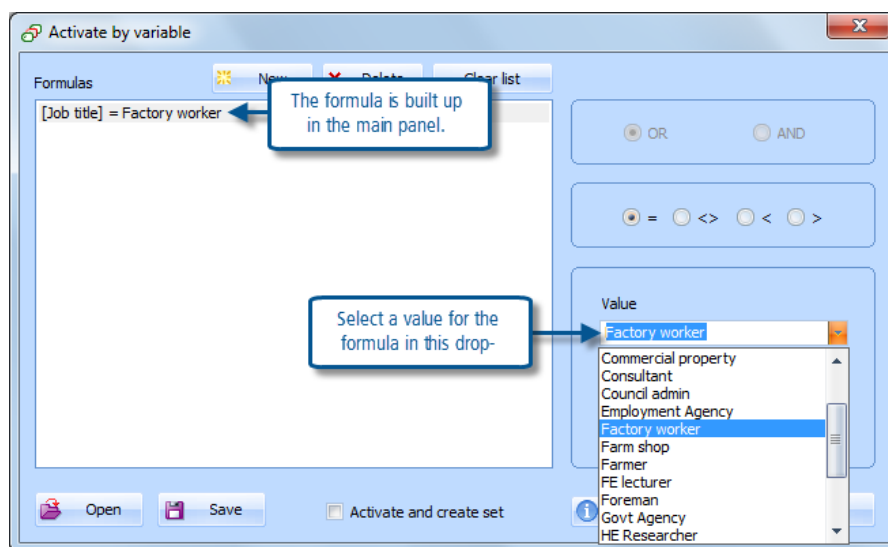 Activate by variable
Formulas
New
Delete
Clear list
[Job title] = Factory worker
The formula is built up
in the main panel.
OR
AND
=
<>
<
>
Select a value for the
formula in this drop-
Value
Factory worker
Commercial property
Consultant
Council admin
Employment Agency
Factory worker
Farm shop
Farmer
FE lecturer
Foreman
Govt Agency
HE Researcher
Open
Save
Activate and create set